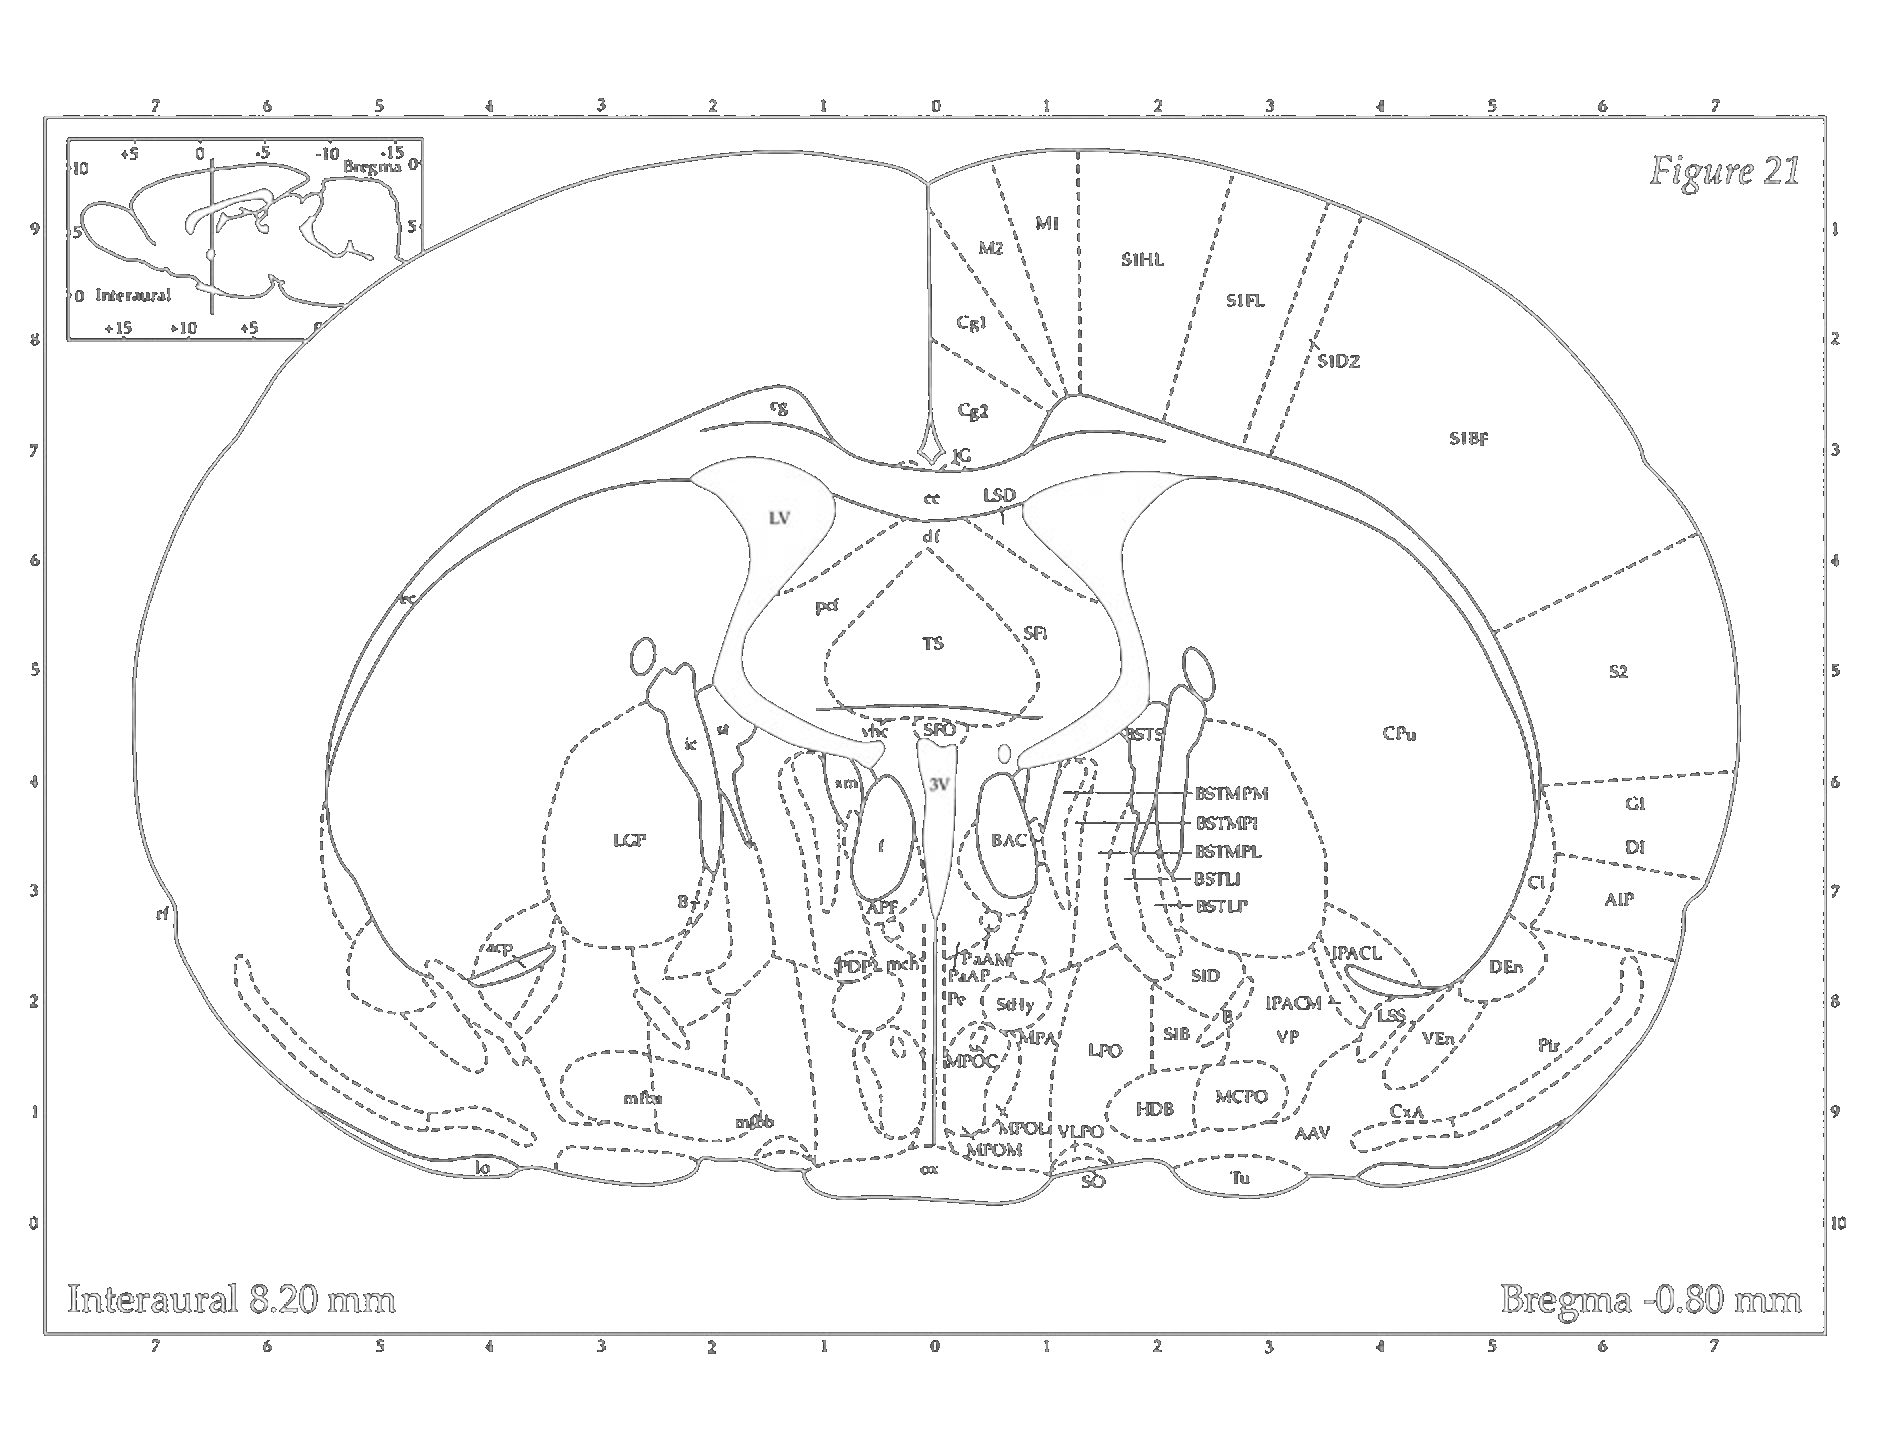 7 6 5 4 3 2 1 0 1 2 3 4 5 6 7
+5 0 -5 -10 -15
Bregma
10
0
5
5
0 Interaural
+15 +10 +5 0
Figure 21
9 1
8 2
7 3
6 4
5 5
4 6
3 7
2 8
1 9
0 10
M1
M2
S1HL
S1FL
Cg1
S1DZ
cg
Cg2
S1BF
IG
cc
LSD
LV
df
ec
pcf
SFi
TS
S2
st
vhc
SFO
BSTS
CPu
ic
sm
3V
BSTMPM
GI
BSTMPI
LGP
f
BAC
DI
BSTMPL
BSTLI
CI
B
APF
BSTLP
AIP
rf
acp
PDP
mch
PaAM
IPACL
DEn
PaAP
SID
Pe
StHy
IPACM
LSS
B
MPA
SIB
VP
VEn
Pir
LPO
MPOC
mfba
HDB
MCPO
CxA
mfbb
MPOL
VLPO
AAV
MPOM
lo
ox
SO
Tu
Interaural 8.20 mm
Bregma -0.80 mm
7 6 5 4 3 2 1 0 1 2 3 4 5 6 7